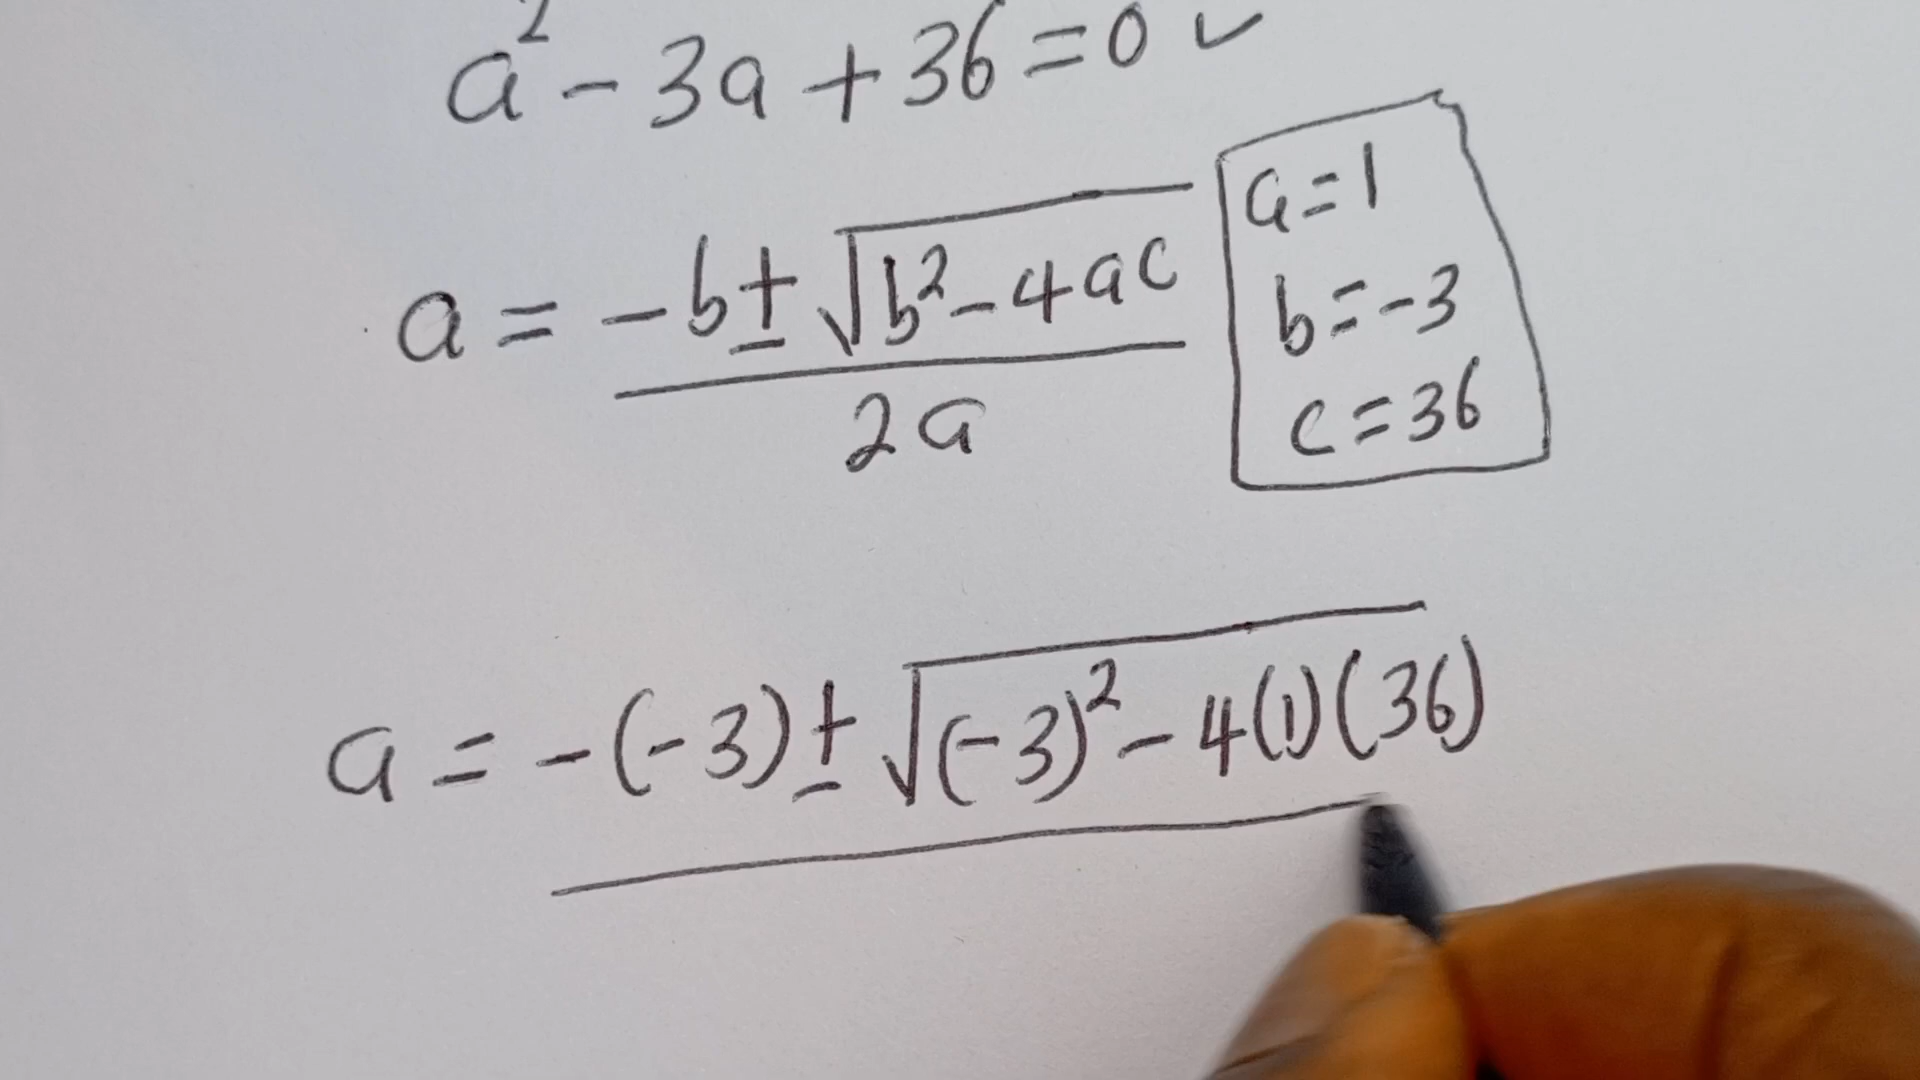 a² - 3a + 36 = 0 ✓
a = -b ± √b² - 4ac
2a
a = 1
b = -3
c = 36
a = -(-3) ± √(-3)² - 4(1)(36)